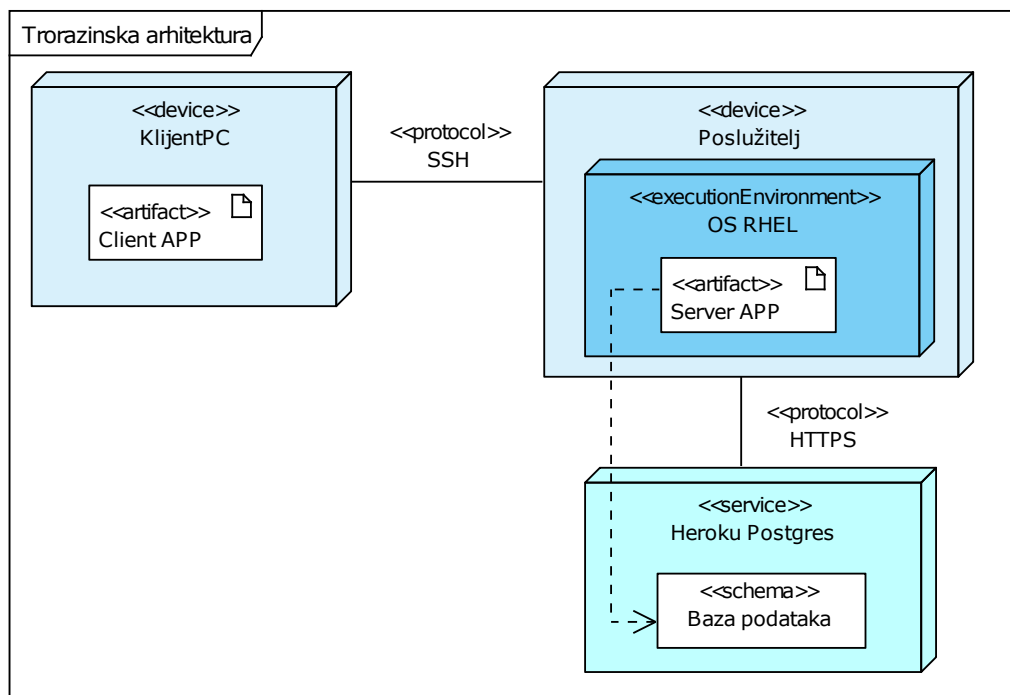 Trorazinska arhitektura
<<device>>
KlijentPC
<<artifact>>
Client APP
<<protocol>>
SSH
<<device>>
Poslužitelj
<<executionEnvironment>>
OS RHEL
<<artifact>>
Server APP
<<protocol>>
HTTPS
<<service>>
Heroku Postgres
<<schema>>
Baza podataka